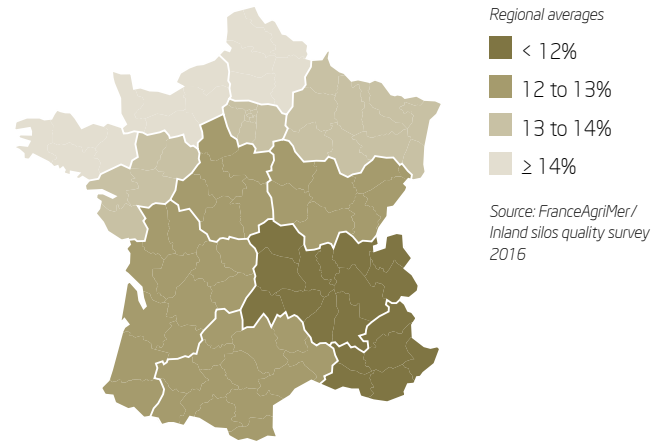 Regional averages
< 12%
12 to 13%
13 to 14%
≥ 14%
Source: FranceAgriMer/
Inland silos quality survey
2016